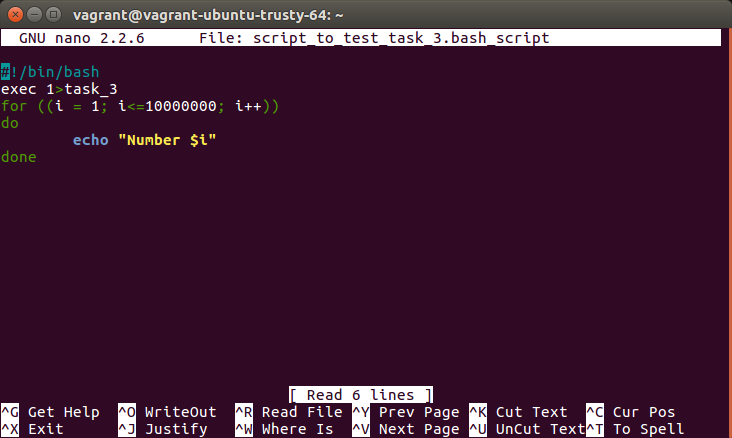 vagrant@vagrant-ubuntu-trusty-64: ~
GNU nano 2.2.6 File: script_to_test_task_3.bash_script
#!/bin/bash
exec 1>task_3
for ((i = 1; i<=10000000; i++))
do
echo "Number $i"
done
[ Read 6 lines ]
^G Get Help ^O WriteOut ^R Read File ^Y Prev Page ^K Cut Text ^C Cur Pos
^X Exit ^J Justify ^W Where Is ^V Next Page ^U UnCut Text ^T To Spell